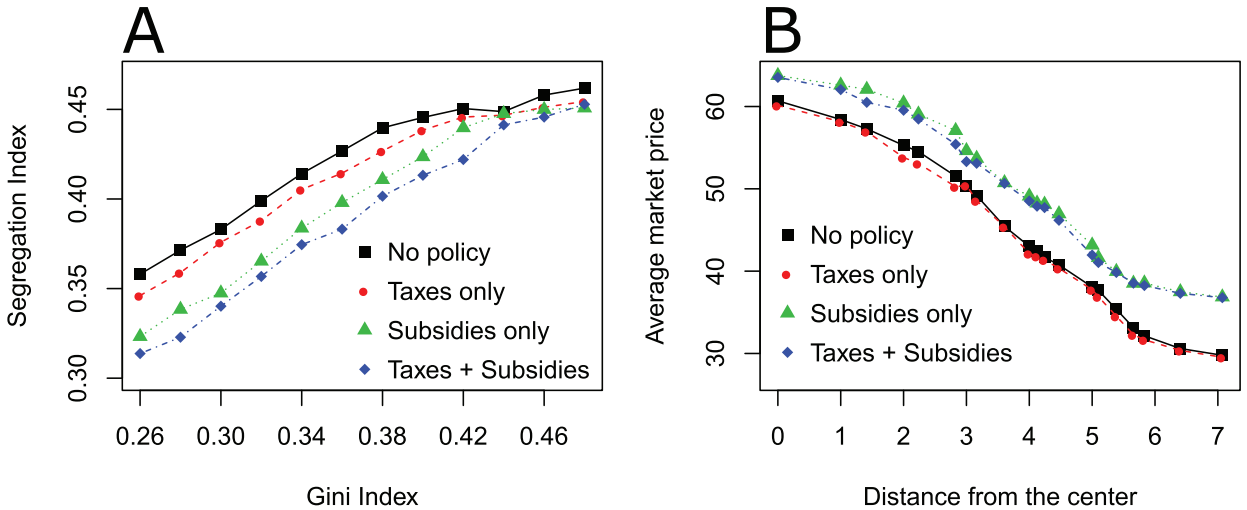 A
Segregation Index
0.45
0.40
0.35
0.30
No policy
Taxes only
Subsidies only
Taxes + Subsidies
0.26 0.30 0.34 0.38 0.42 0.46
Gini Index
B
Average market price
60
50
40
30
No policy
Taxes only
Subsidies only
Taxes + Subsidies
0 1 2 3 4 5 6 7
Distance from the center